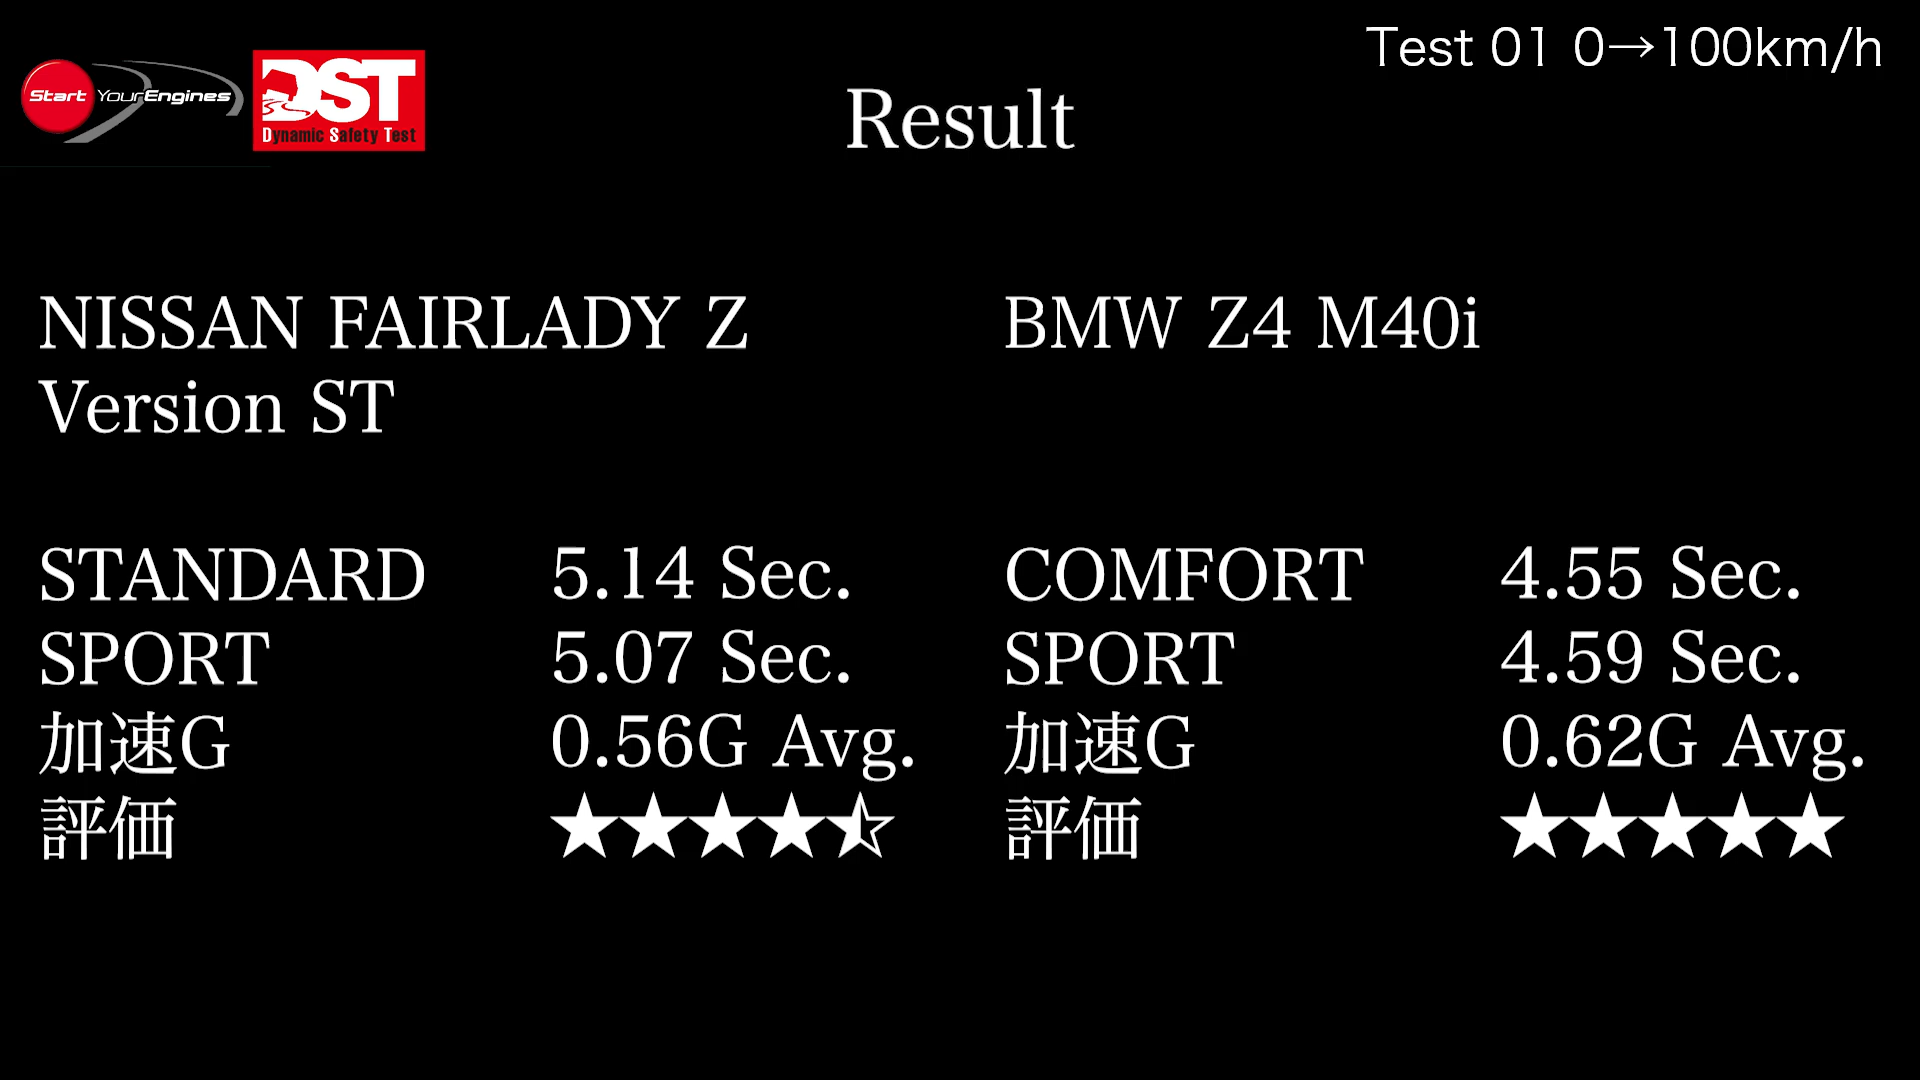 Test 01 0→100km/h
Start YourEngines
DST
Dynamic Safety Test
Result
NISSAN FAIRLADY Z
Version ST
STANDARD 5.14 Sec.
SPORT 5.07 Sec.
加速G 0.56G Avg.
評価 ★★★★⯪
BMW Z4 M40i
COMFORT 4.55 Sec.
SPORT 4.59 Sec.
加速G 0.62G Avg.
評価 ★★★★★